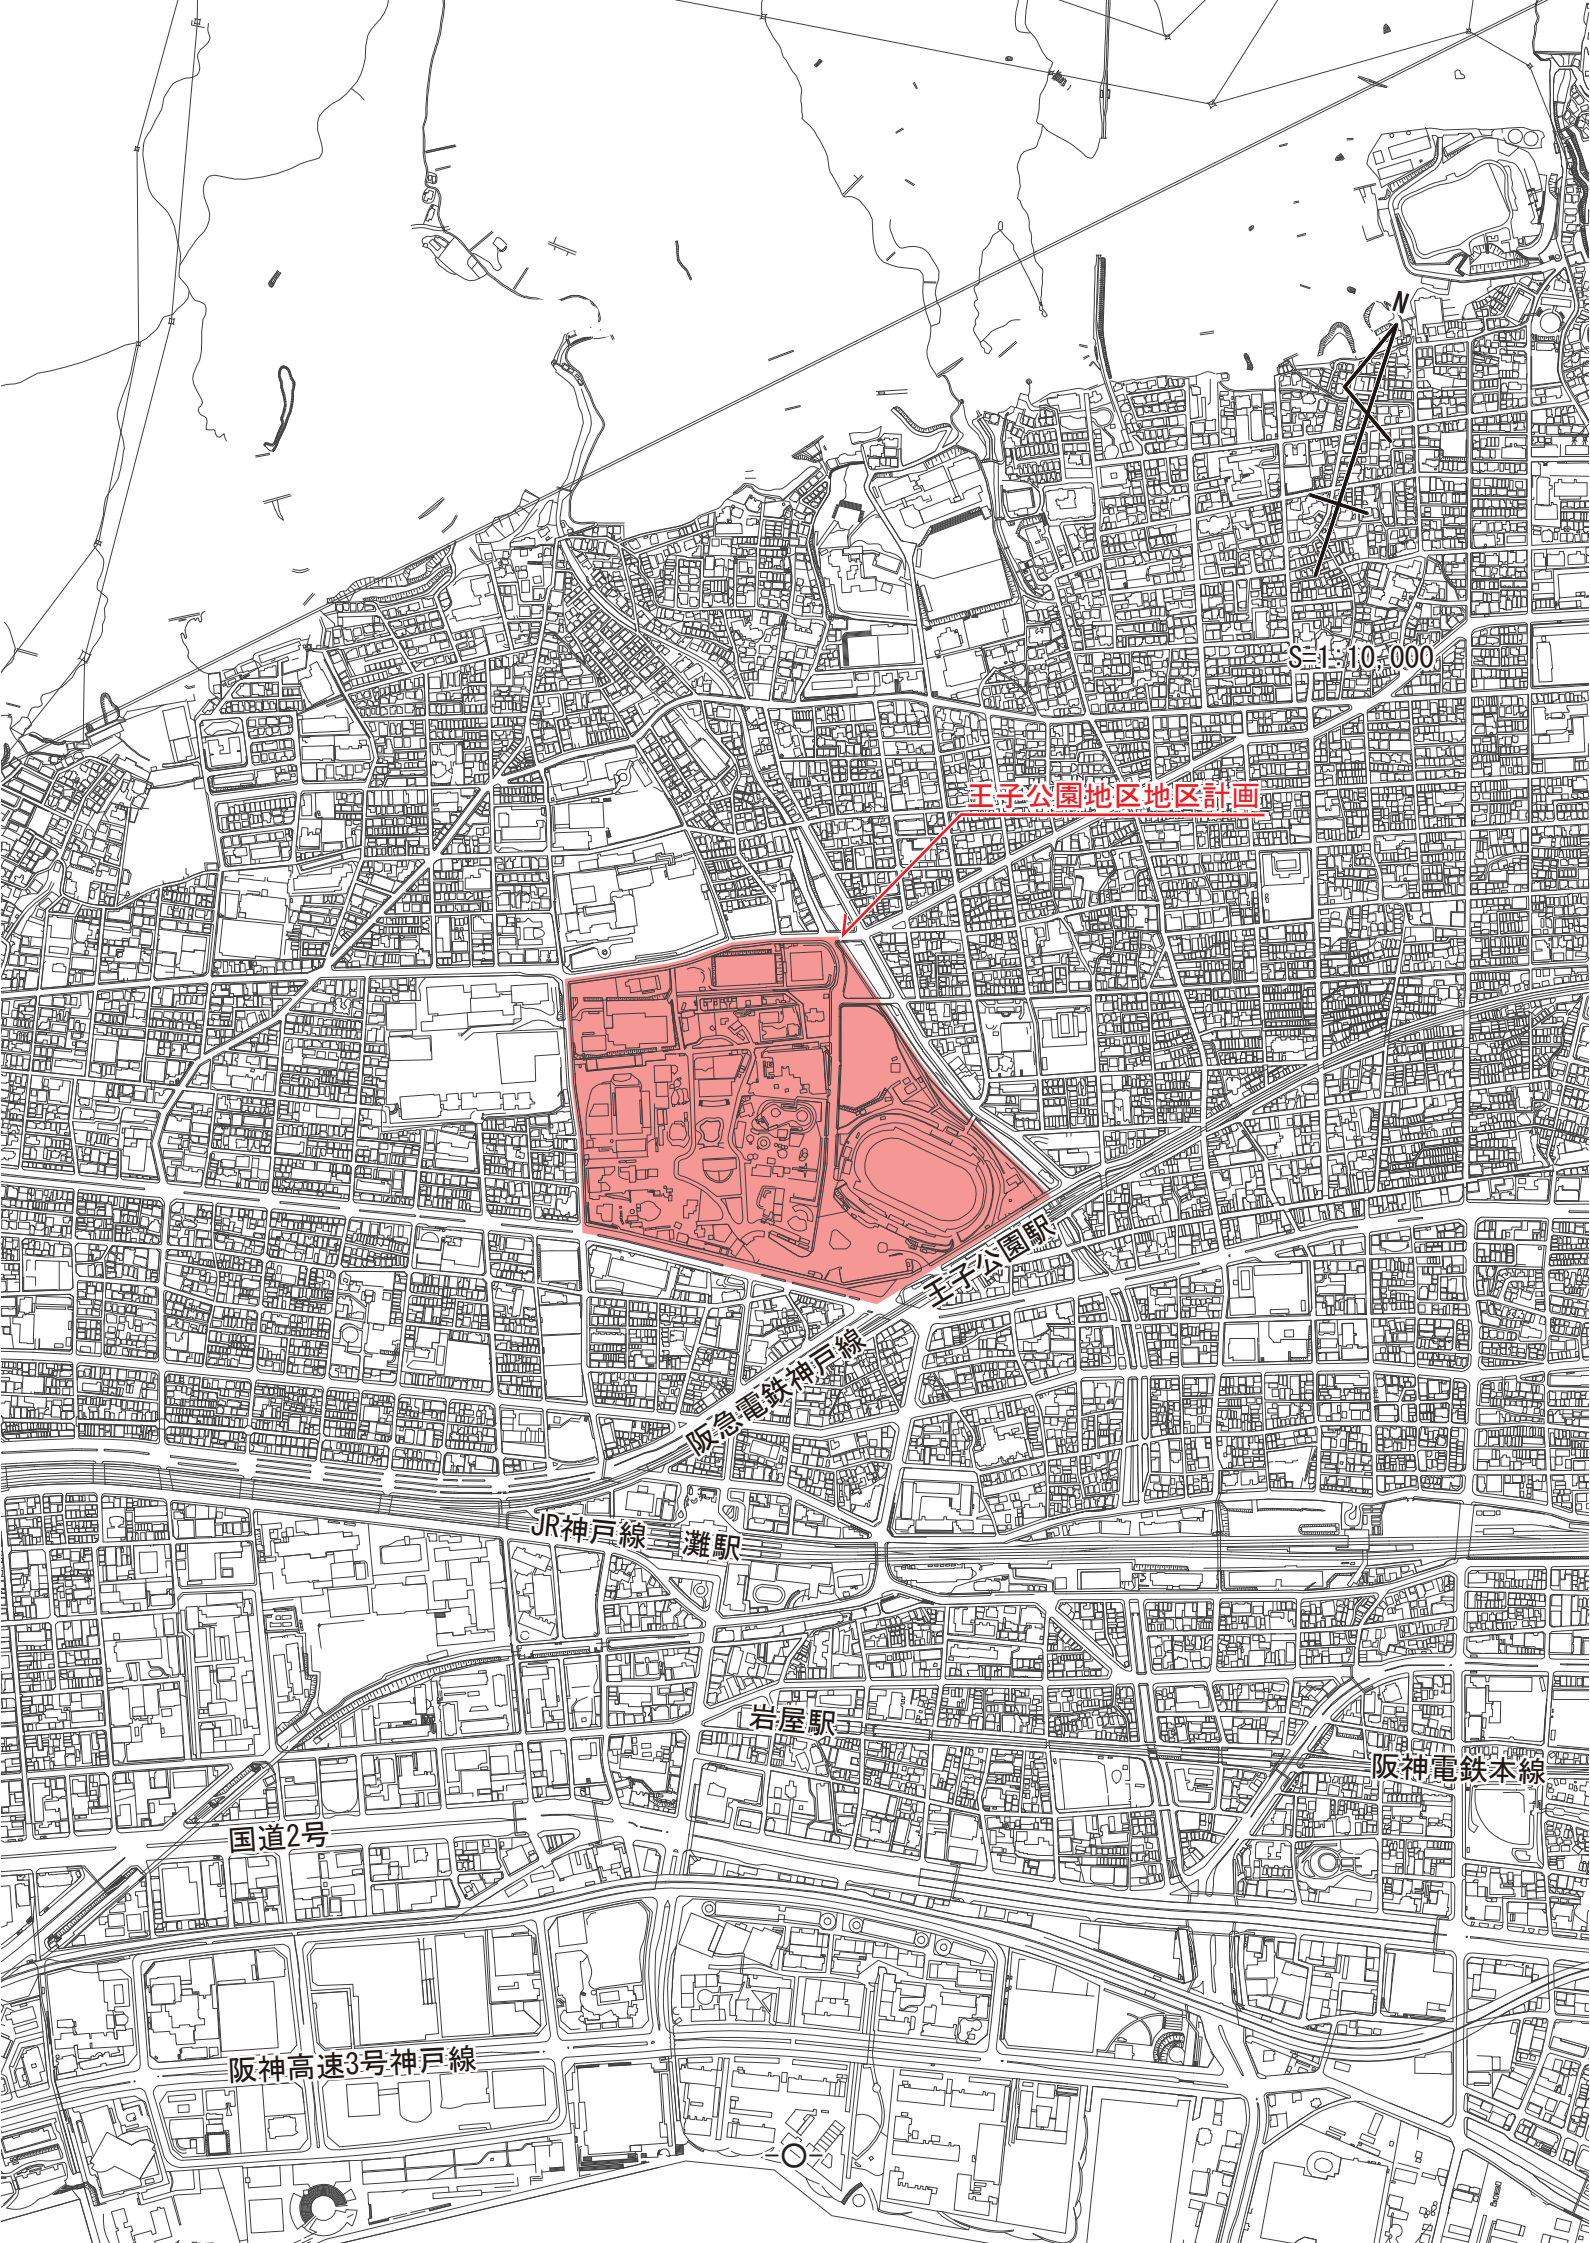 N
S=1:10,000
王子公園地区地区計画
王子公園駅
阪急電鉄神戸線
JR神戸線
灘駅
岩屋駅
阪神電鉄本線
国道2号
阪神高速3号神戸線